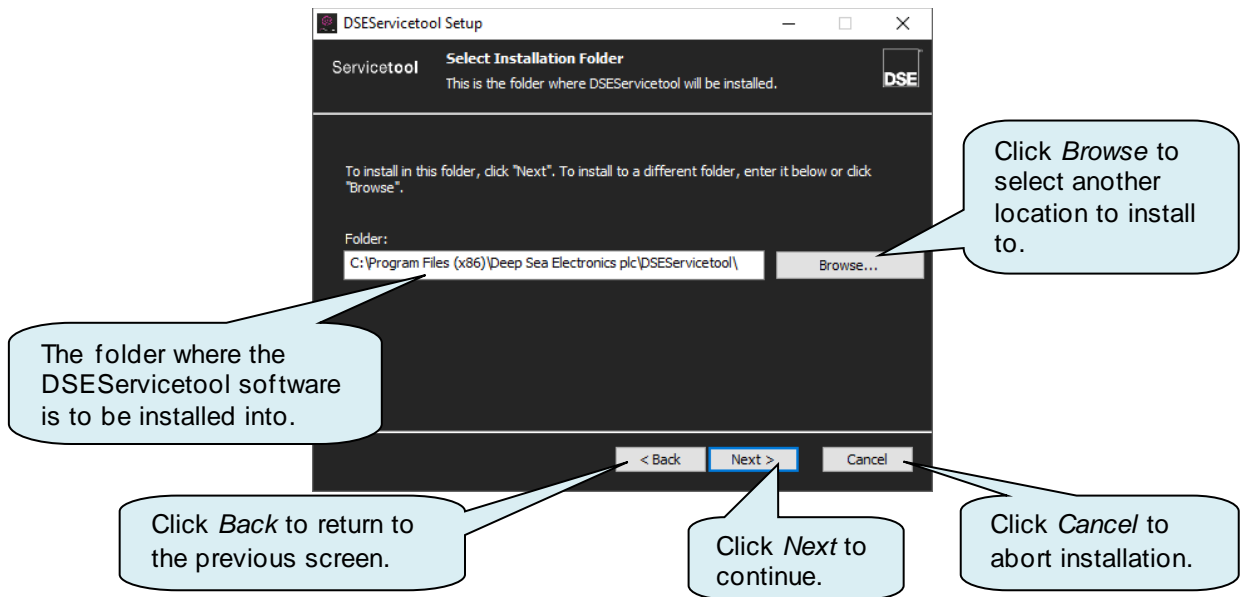 DSEServicetool Setup
Servicetool
Select Installation Folder
This is the folder where DSEServicetool will be installed.
DSE
To install in this folder, click "Next". To install to a different folder, enter it below or click
"Browse".
Folder:
C:\Program Files (x86)\Deep Sea Electronics plc\DSEServicetool\
Browse...
Click Browse to
select another
location to install
to.
The folder where the
DSEServicetool software
is to be installed into.
< Back
Next >
Cancel
Click Back to return to
the previous screen.
Click Next to
continue.
Click Cancel to
abort installation.